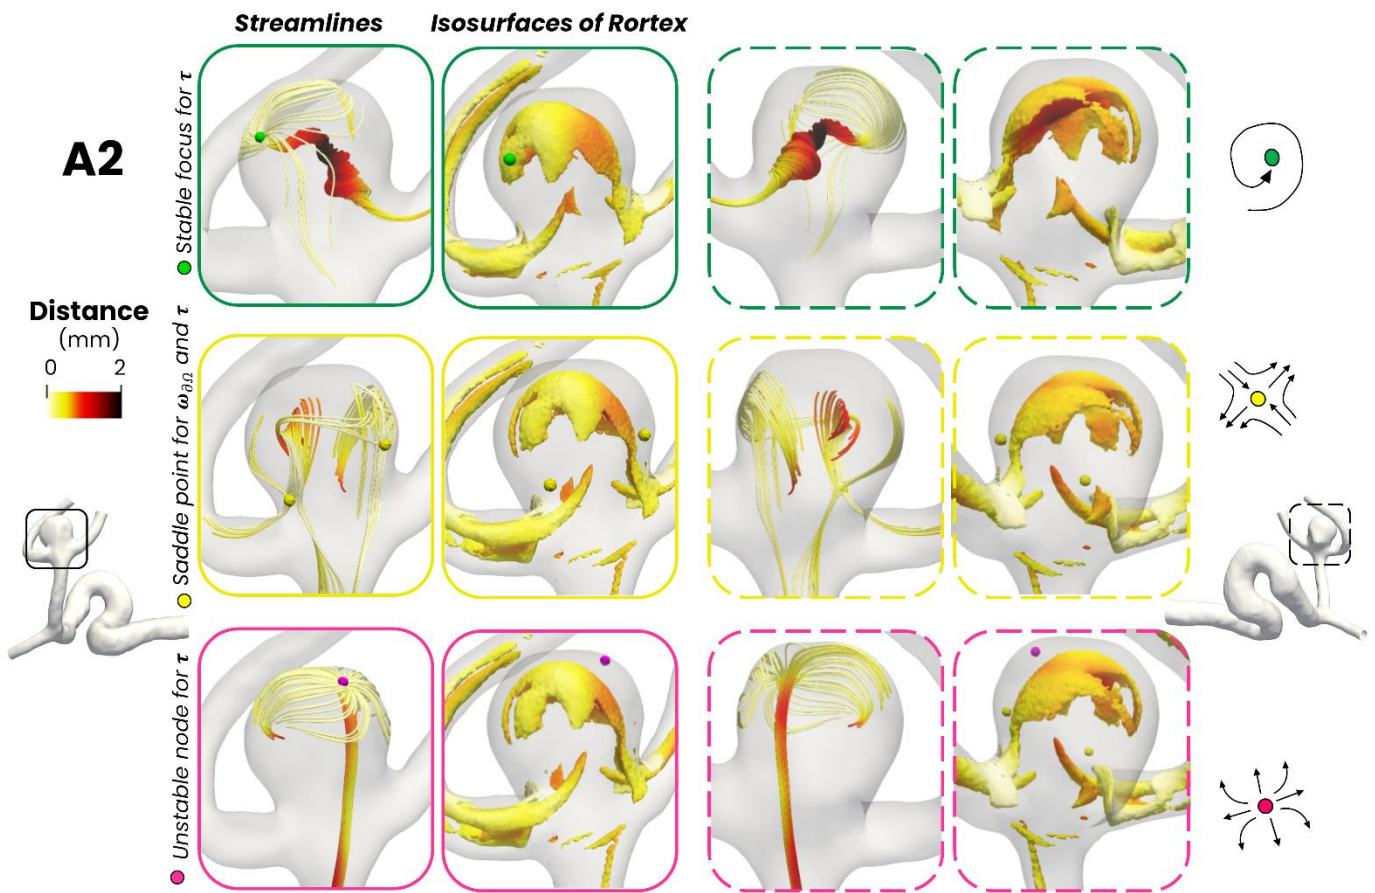 Streamlines
Isosurfaces of Rortex
A2
Stable focus for τ
Distance
(mm)
0
2
Saddle point for ω∂Ω and τ
Unstable node for τ